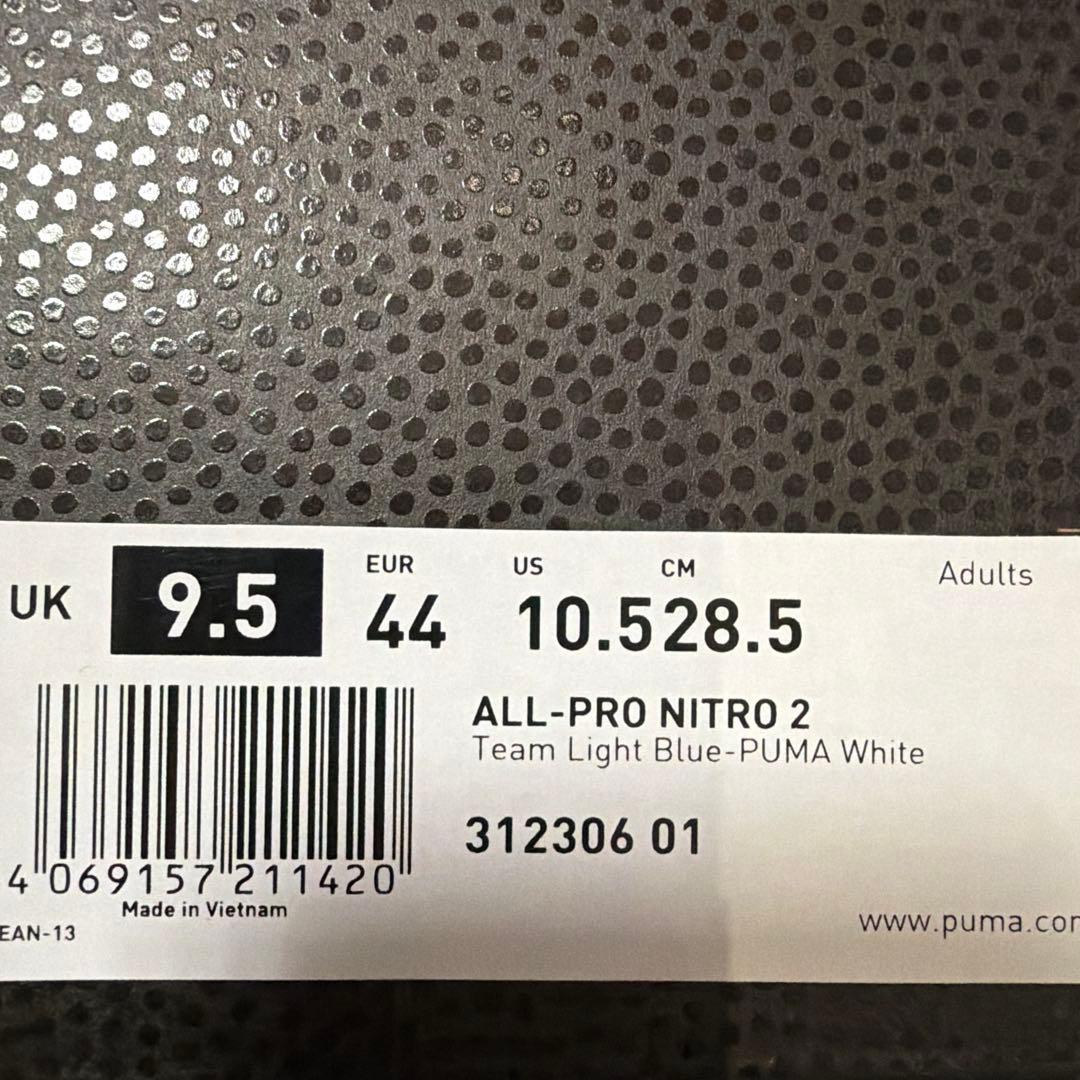 UK 9.5 EUR 44 US 10.5 CM 28.5 Adults
ALL-PRO NITRO 2
Team Light Blue-PUMA White
312306 01
4 069157 211420
Made in Vietnam
EAN-13
www.puma.com